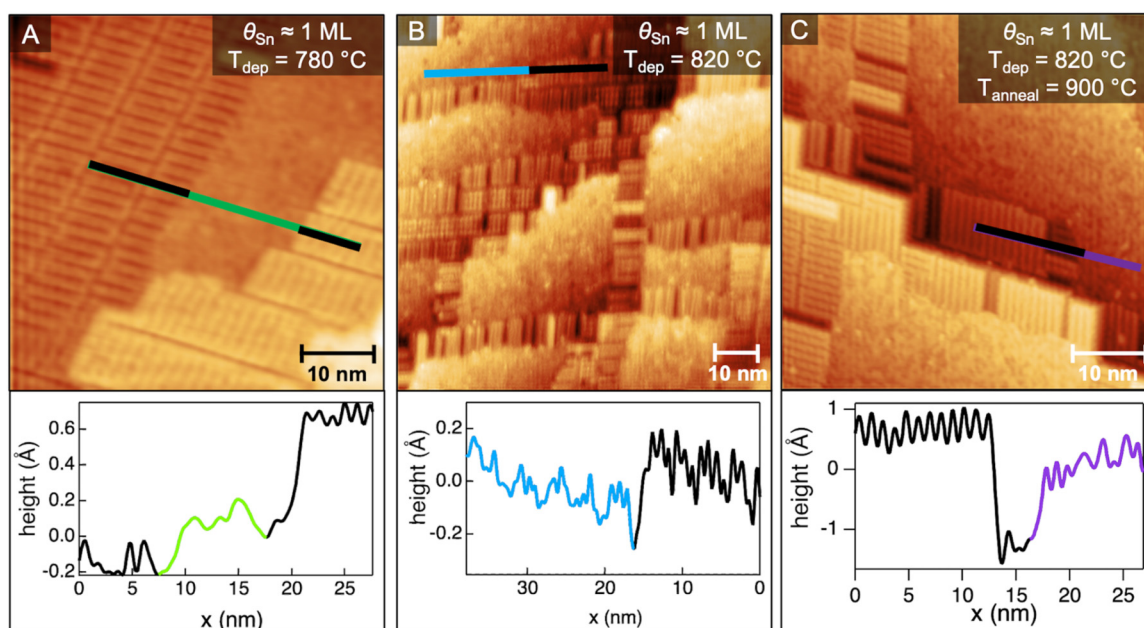 A
θSn ≈ 1 ML
Tdep = 780 °C
10 nm
B
θSn ≈ 1 ML
Tdep = 820 °C
10 nm
C
θSn ≈ 1 ML
Tdep = 820 °C
Tanneal = 900 °C
10 nm
height (Å)
0.6
0.4
0.2
0.0
-0.2
0 5 10 15 20 25
x (nm)
height (Å)
0.2
0.0
-0.2
30 20 10 0
x (nm)
height (Å)
1
0
-1
0 5 10 15 20 25
x (nm)